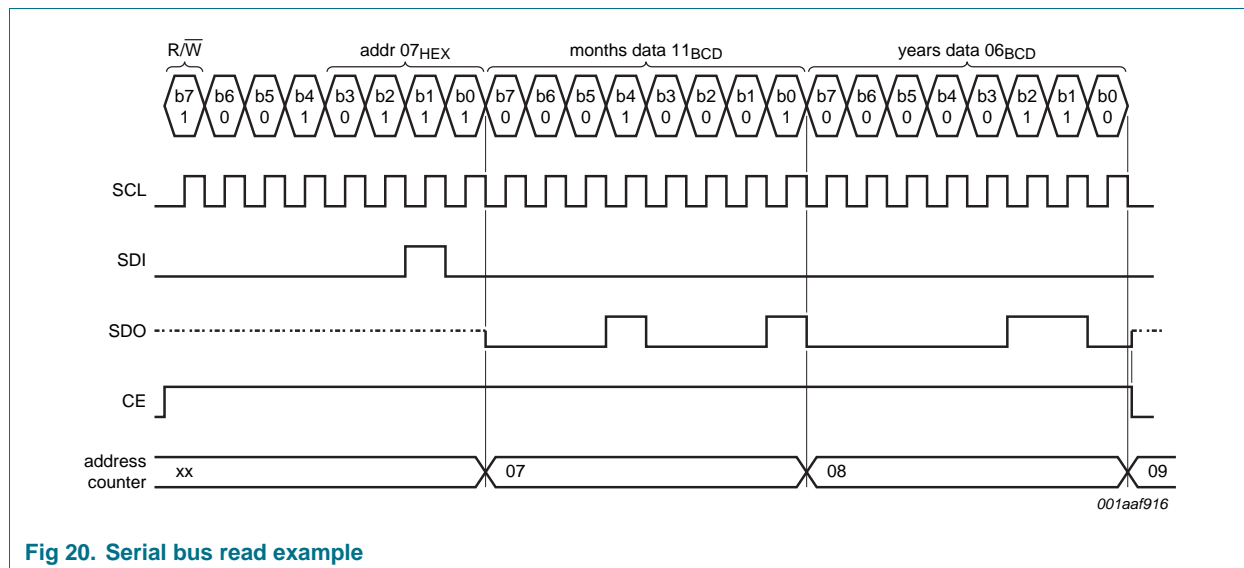 R/W̅ addr 07HEX months data 11BCD years data 06BCD
b7 b6 b5 b4 b3 b2 b1 b0 b7 b6 b5 b4 b3 b2 b1 b0 b7 b6 b5 b4 b3 b2 b1 b0
1 0 0 1 0 1 1 1 0 0 0 1 0 0 0 1 0 0 0 0 0 1 1 0
SCL
SDI
SDO
CE
address
counter
xx 07 08 09
001aaf916
Fig 20. Serial bus read example